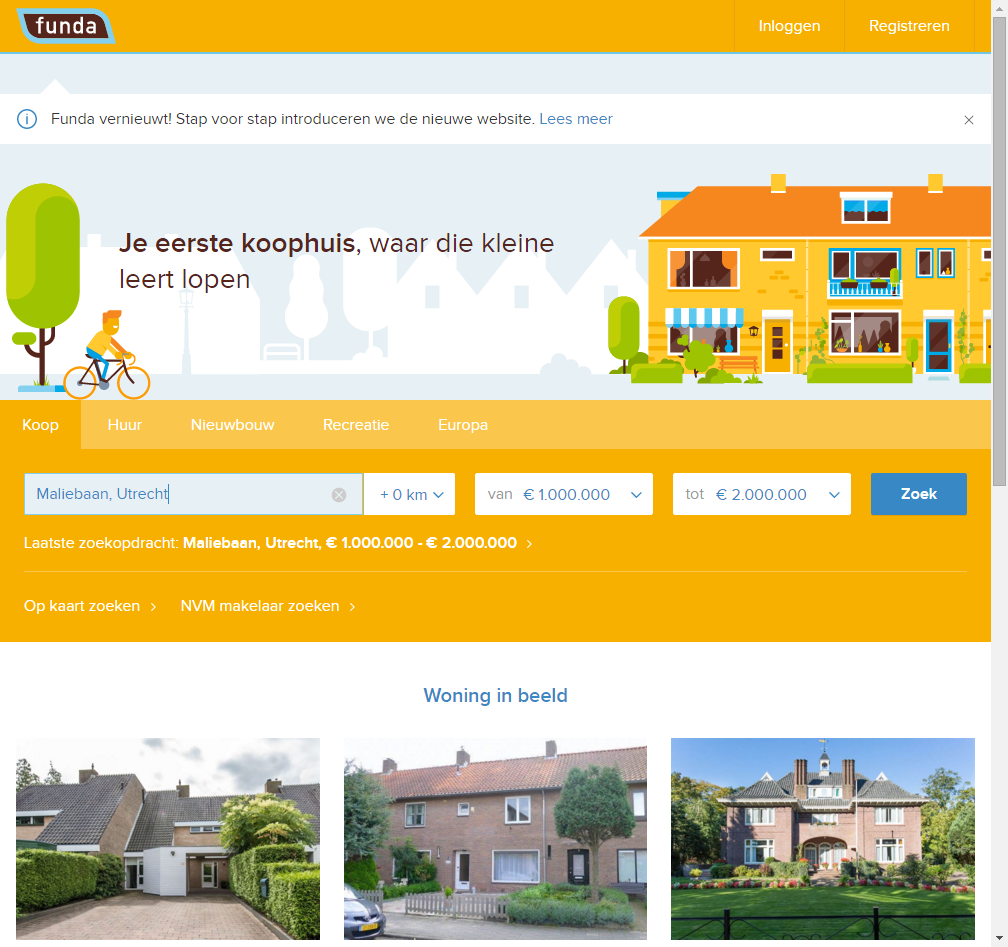 funda
Inloggen
Registreren
Funda vernieuwt! Stap voor stap introduceren we de nieuwe website. Lees meer
Je eerste koophuis, waar die kleine
leert lopen
Koop
Huur
Nieuwbouw
Recreatie
Europa
Maliebaan, Utrecht
+ 0 km
van € 1.000.000
tot € 2.000.000
Zoek
Laatste zoekopdracht: Maliebaan, Utrecht, € 1.000.000 - € 2.000.000
Op kaart zoeken
NVM makelaar zoeken
Woning in beeld